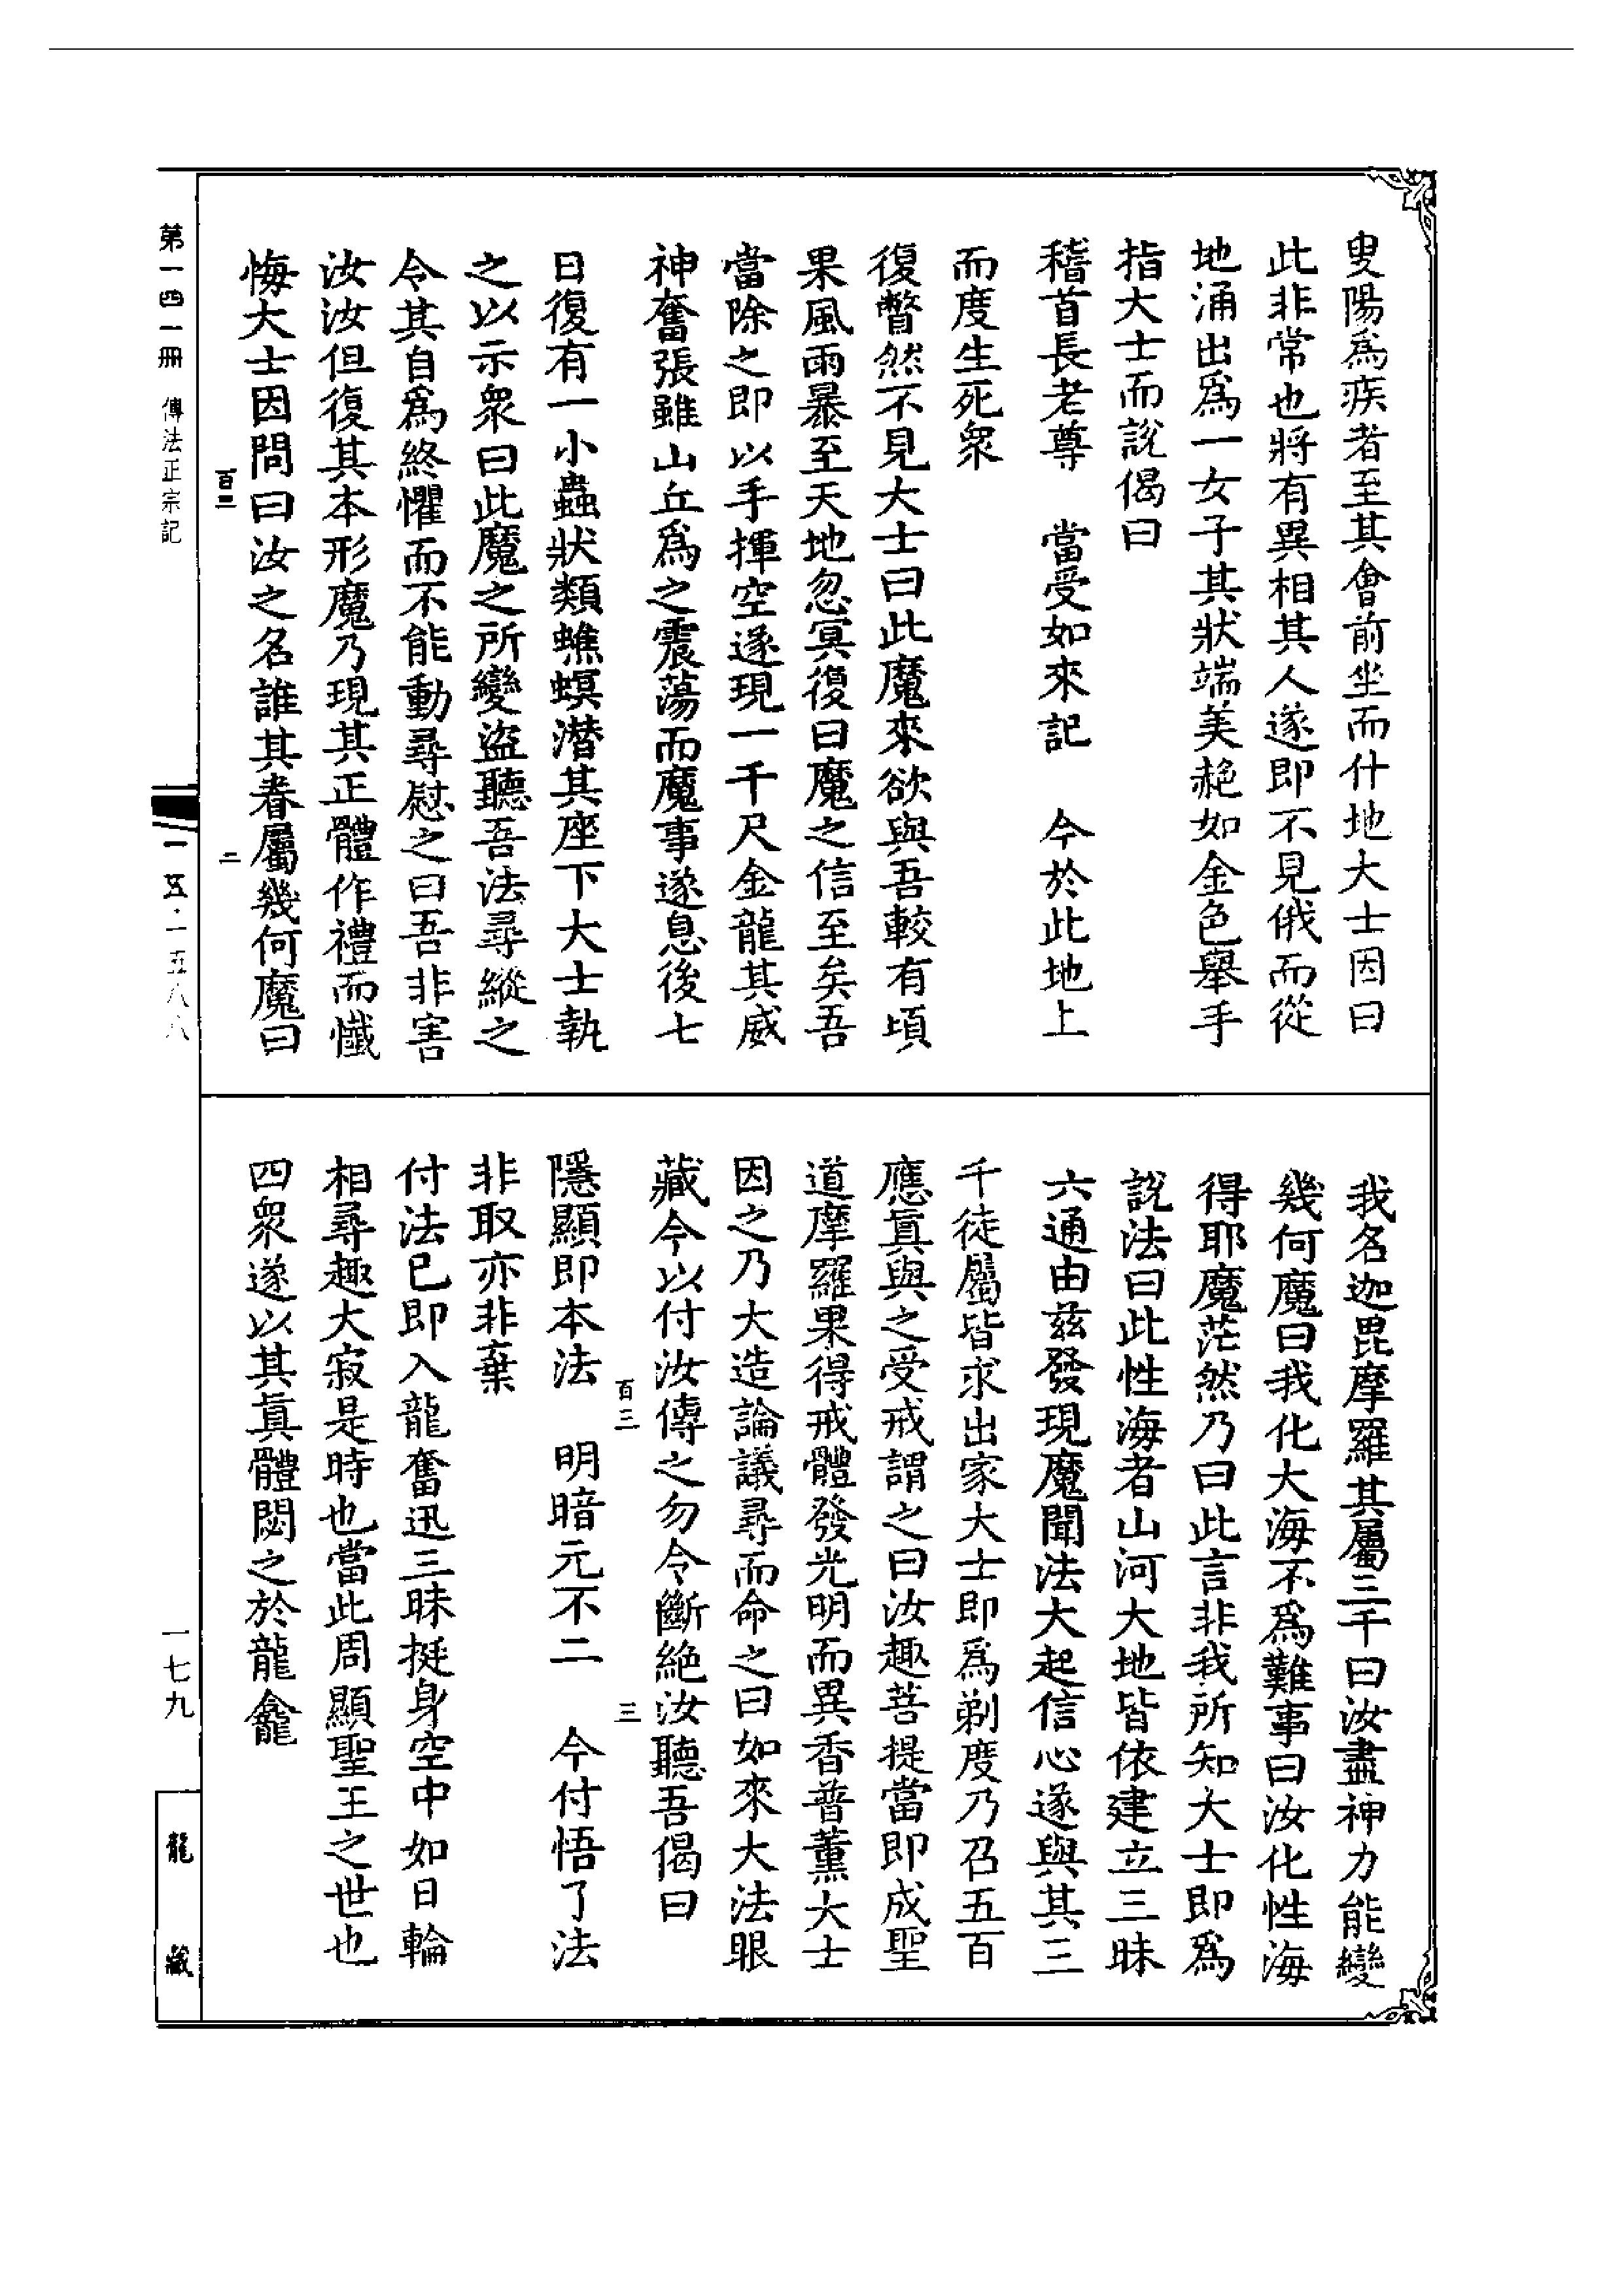 叟陽爲疾者至其會前坐而什地大士因曰
此非常也將有異相其人遂即不見俄而從
地涌出爲一女子其狀端美赩如金色舉手
指大士而說偈曰
稽首長老尊　當受如來記　今於此地上
而度生死衆
復瞥然不見大士曰此魔來欲與吾較有頃
果風雨暴至天地忽冥復曰魔之信至矣吾
當除之即以手揮空遂現一千尺金龍其威
神奮張雖山丘爲之震蕩而魔事遂息後七
日復有一小蟲狀類蟭螟潛其座下大士執
之以示衆曰此魔之所變盜聽吾法尋縱之
令其自爲終懼而不能動尋慰之曰吾非害
汝汝但復其本形魔乃現其正體作禮而懺
悔大士因問曰汝之名誰其眷屬幾何魔曰
我名迦毘摩羅其屬三千曰汝盡神力能變
幾何魔曰我化大海不爲難事曰汝化性海
得耶魔茫然乃曰此言非我所知大士即爲
說法曰此性海者山河大地皆依建立三昧
六通由茲發現魔聞法大起信心遂與其三
千徒屬皆求出家大士即爲剃度乃召五百
應眞與之受戒謂之曰汝趣菩提當即成聖
道摩羅果得戒體發光明而異香普薰大士
因之乃大造論議尋而命之曰如來大法眼
藏今以付汝傳之勿令斷絕汝聽吾偈曰
隱顯即本法　明暗元不二　今付悟了法
非取亦非棄
付法已即入龍奮迅三昧挺身空中如日輪
相尋趣大寂是時也當此周顯聖王之世也
四衆遂以其眞體閟之於龍龕
百三
二
百三
三
第一四一冊　傳法正宗記
一五·一五八八
一七九
龍藏